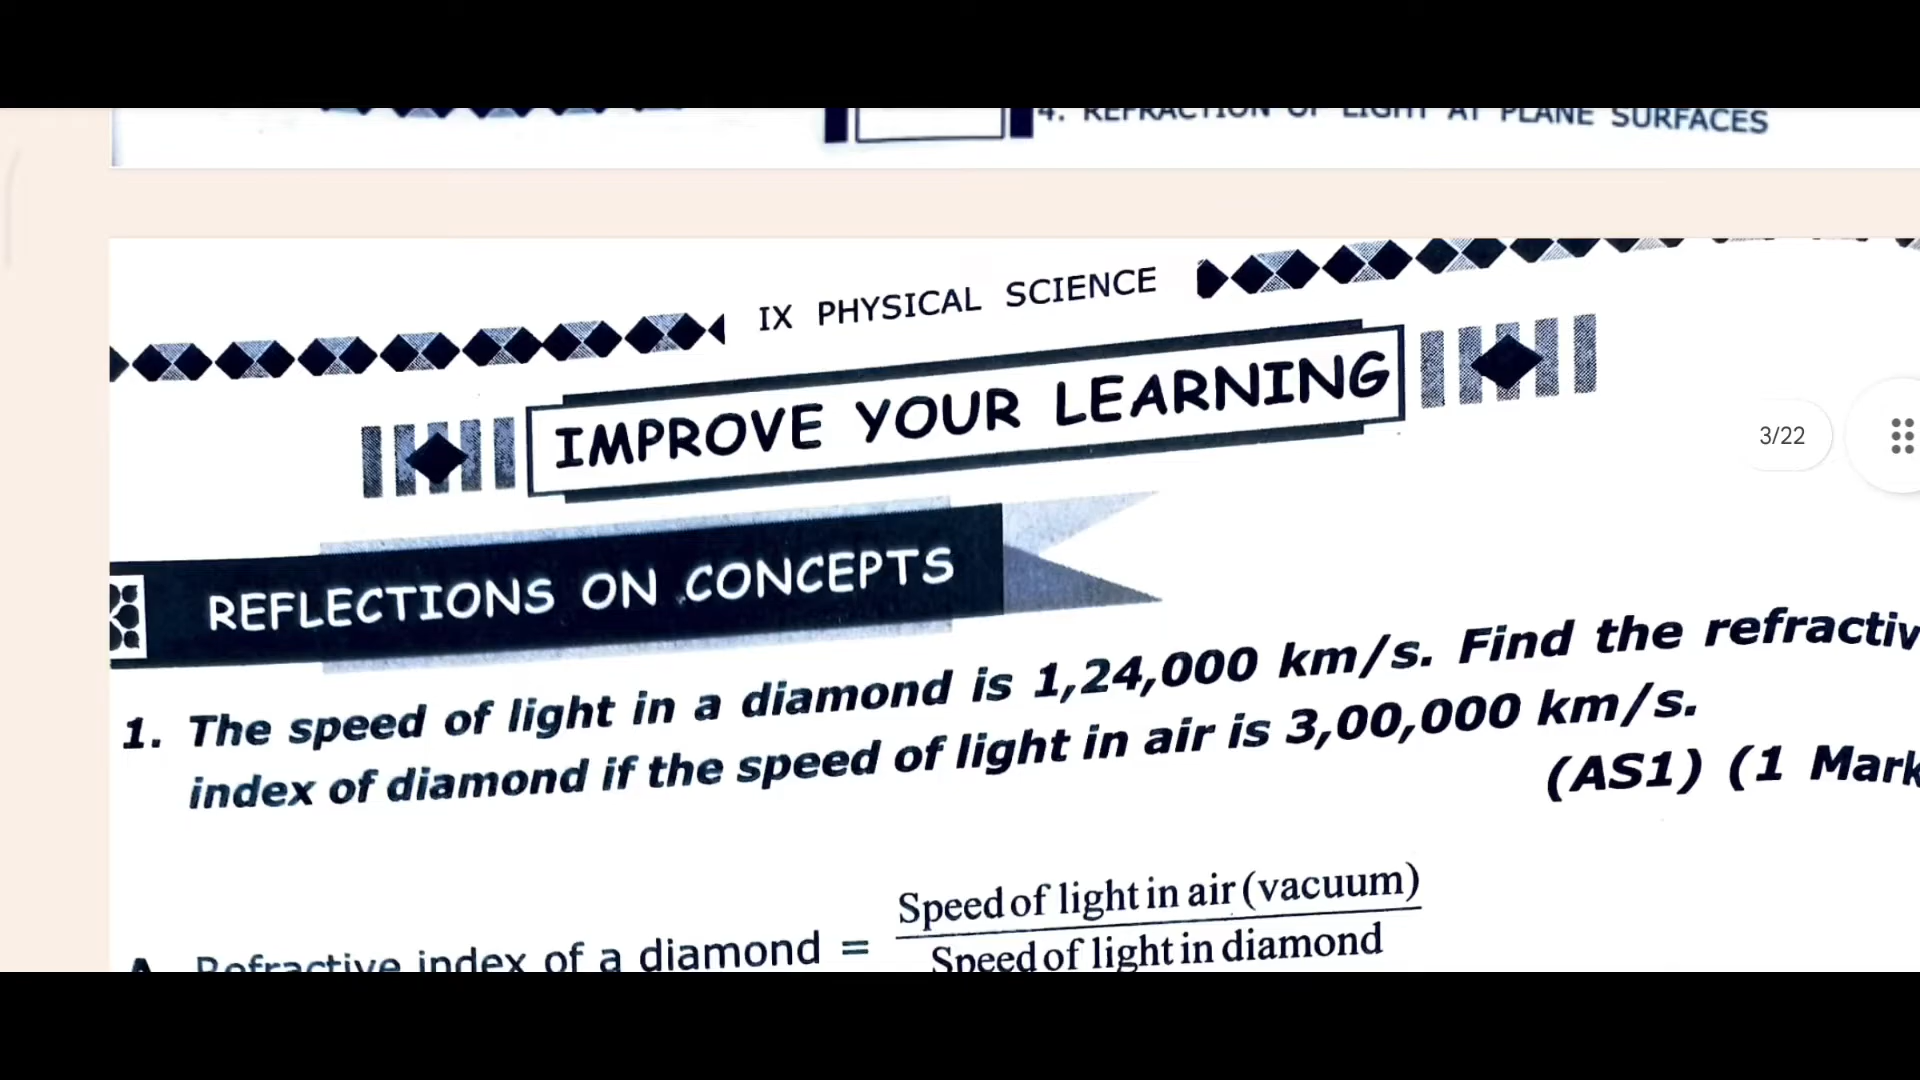 4. REFRACTION OF LIGHT AT PLANE SURFACES
IX PHYSICAL SCIENCE
IMPROVE YOUR LEARNING
3/22
REFLECTIONS ON CONCEPTS
1. The speed of light in a diamond is 1,24,000 km/s. Find the refractiv
index of diamond if the speed of light in air is 3,00,000 km/s.
(AS1) (1 Mark
Speed of light in air (vacuum)
A. Refractive index of a diamond =
Speed of light in diamond